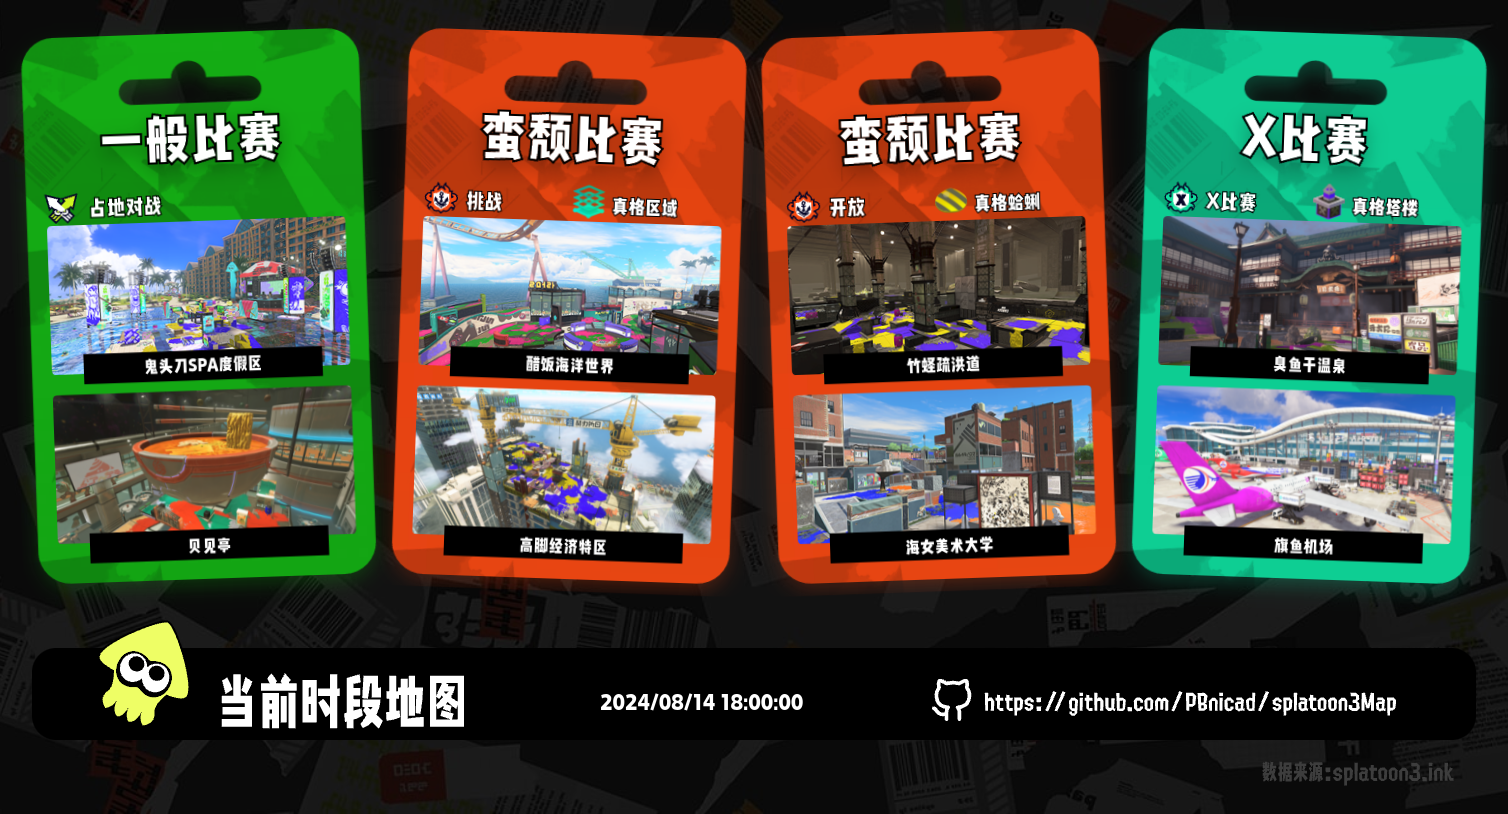 一般比赛
占地对战
鬼头刀SPA度假区
贝见亭
蛮颓比赛
挑战
真格区域
醋饭海洋世界
高脚经济特区
蛮颓比赛
开放
真格蛤蜊
竹蛏疏洪道
海女美术大学
X比赛
X比赛
真格塔楼
臭鱼干温泉
旗鱼机场
当前时段地图
2024/08/14 18:00:00
https://github.com/PBnicad/splatoon3Map
数据来源:splatoon3.ink